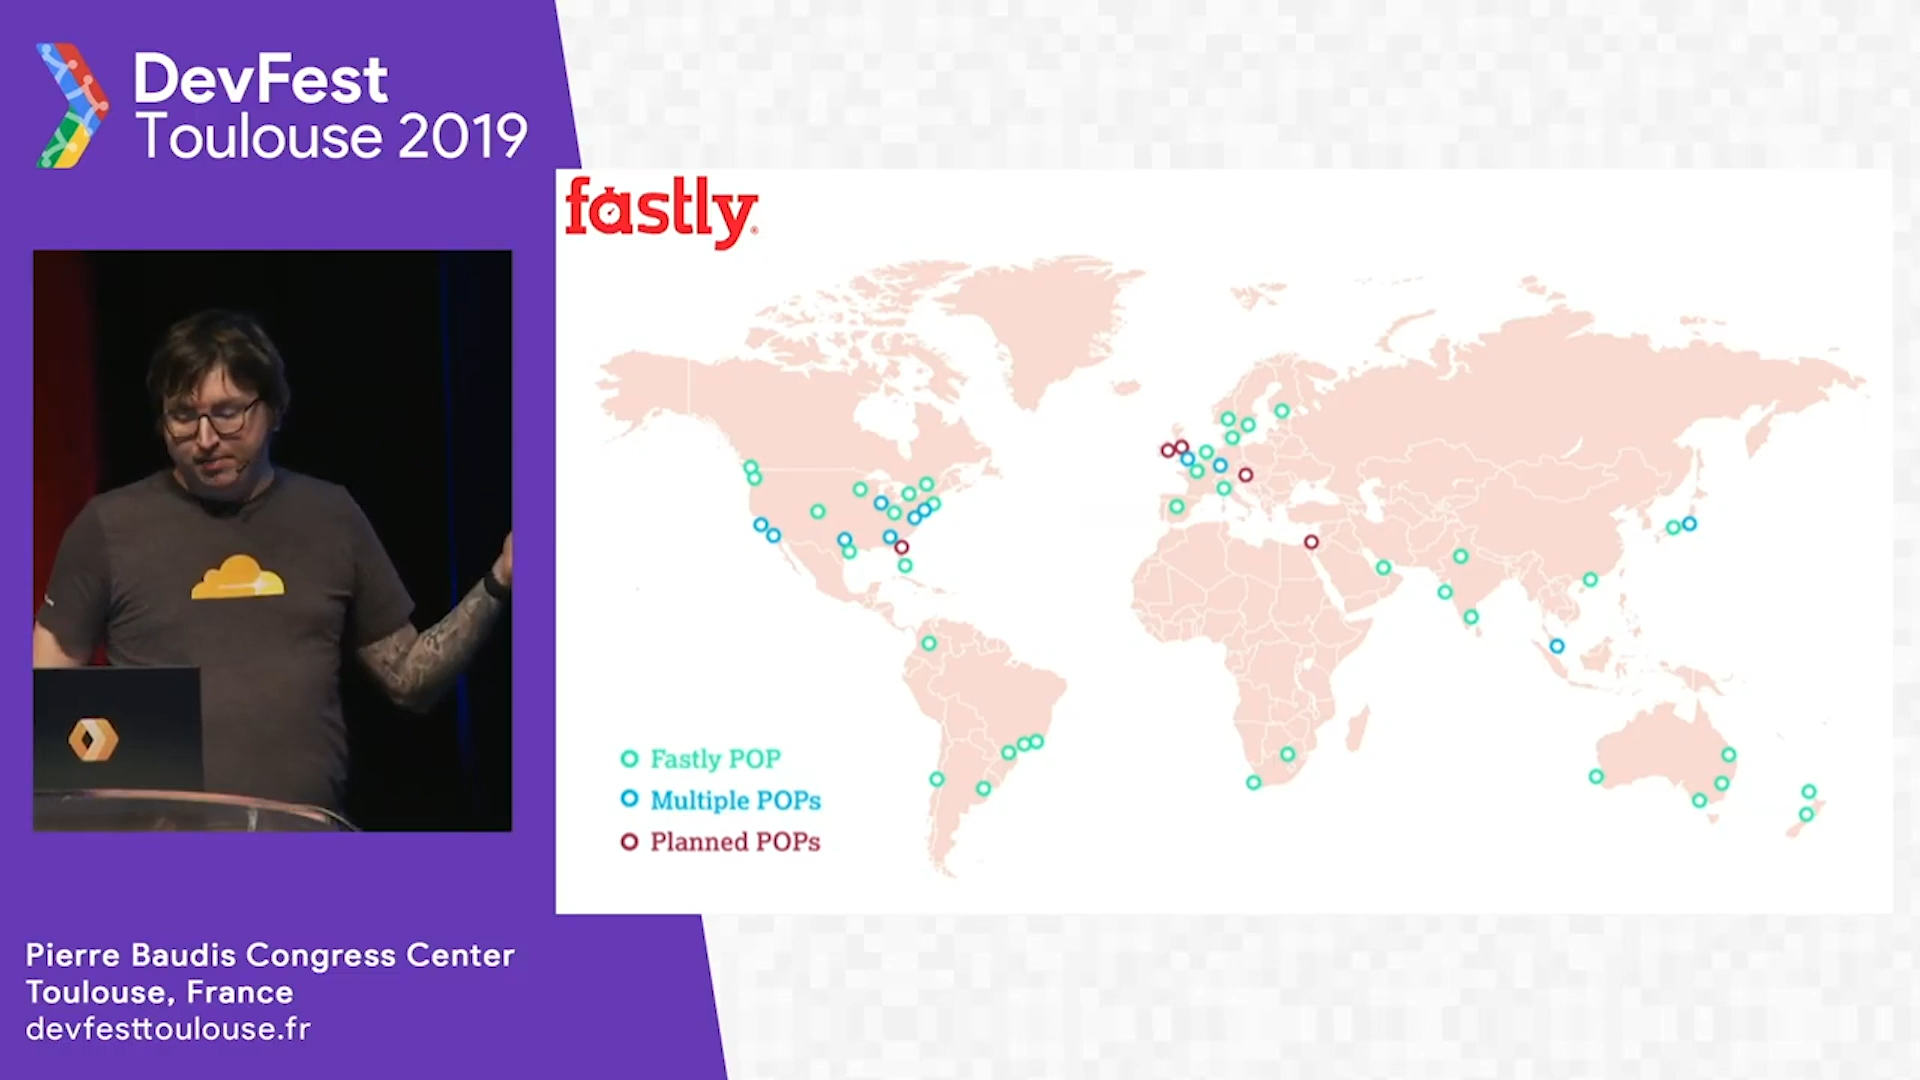 DevFest
Toulouse 2019
fastly®
Fastly POP
Multiple POPs
Planned POPs
Pierre Baudis Congress Center
Toulouse, France
devfesttoulouse.fr